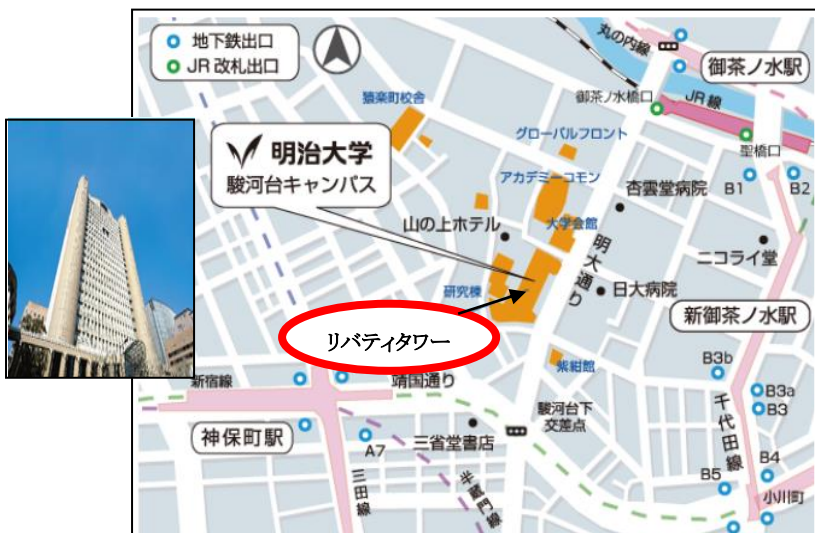 地下鉄出口
JR 改札出口
丸の内線
御茶ノ水駅
猿楽町校舎
御茶ノ水橋口
JR 線
グローバルフロント
聖橋口
明治大学
駿河台キャンパス
アカデミーコモン
杏雲堂病院
B1
B2
山の上ホテル
大学会館
明大通り
ニコライ堂
研究棟
日大病院
新御茶ノ水駅
リバティタワー
紫紺館
B3b
新宿線
靖国通り
B3a
B3
駿河台下
交差点
千代田線
神保町駅
A7
三省堂書店
B4
三田線
半蔵門線
B5
小川町